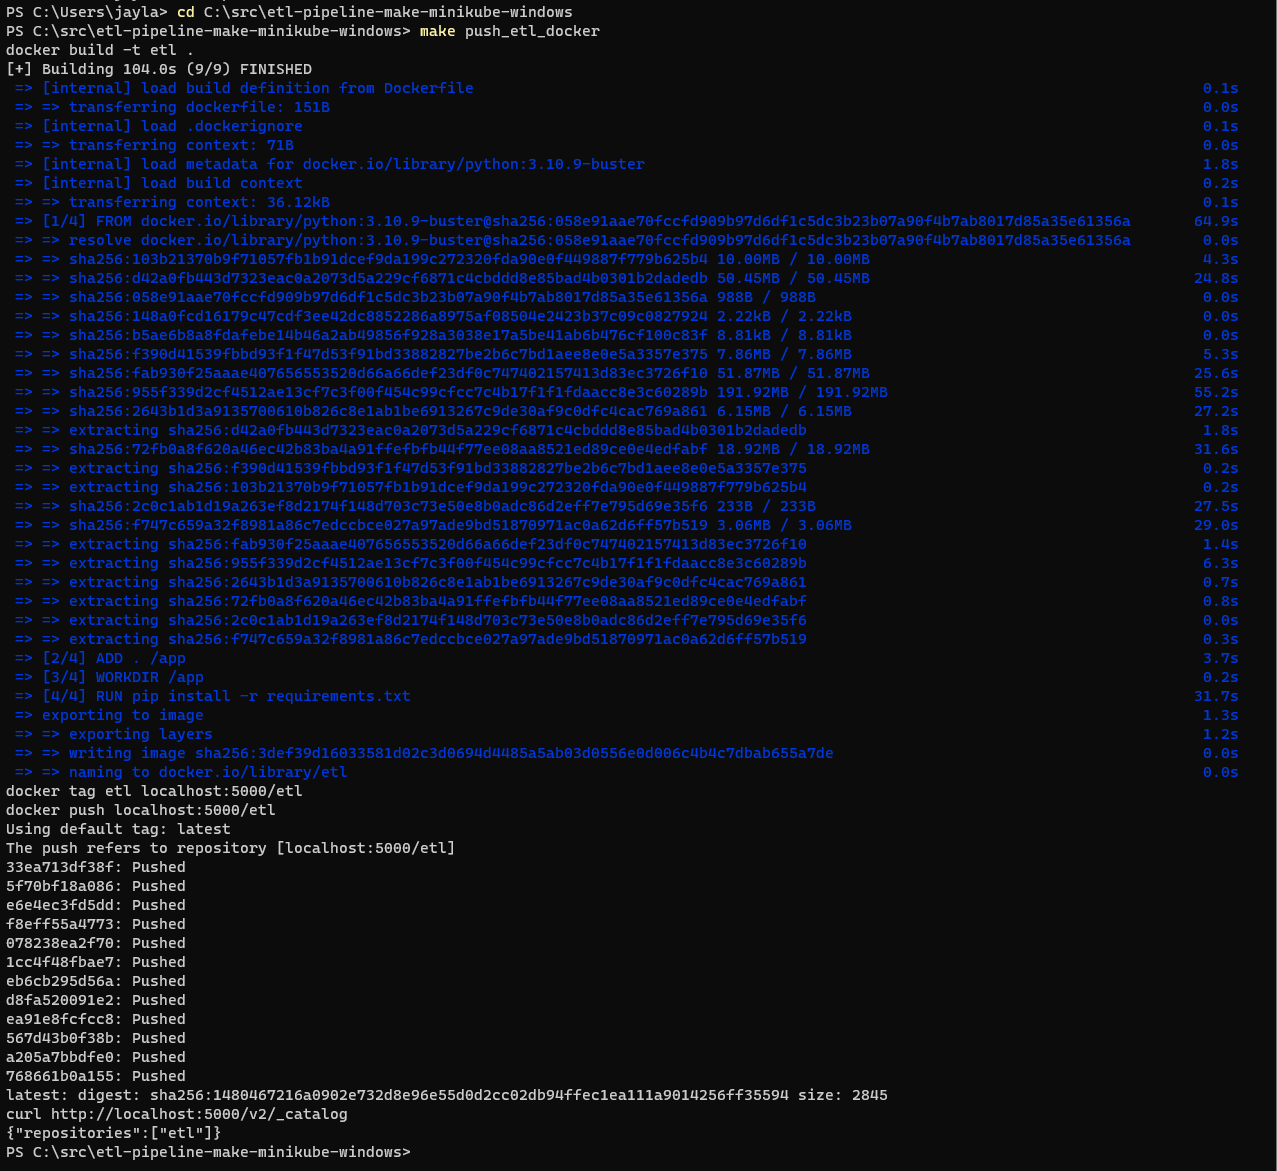 PS C:\Users\jayla> cd C:\src\etl-pipeline-make-minikube-windows
PS C:\src\etl-pipeline-make-minikube-windows> make push_etl_docker
docker build -t etl .
[+] Building 104.0s (9/9) FINISHED
=> [internal] load build definition from Dockerfile 0.1s
=> => transferring dockerfile: 151B 0.0s
=> [internal] load .dockerignore 0.1s
=> => transferring context: 71B 0.0s
=> [internal] load metadata for docker.io/library/python:3.10.9-buster 1.8s
=> [internal] load build context 0.2s
=> => transferring context: 36.12kB 0.1s
=> [1/4] FROM docker.io/library/python:3.10.9-buster@sha256:058e91aae70fccfd909b97d6df1c5dc3b23b07a90f4b7ab8017d85a35e61356a 64.9s
=> => resolve docker.io/library/python:3.10.9-buster@sha256:058e91aae70fccfd909b97d6df1c5dc3b23b07a90f4b7ab8017d85a35e61356a 0.0s
=> => sha256:103b21370b9f71057fb1b91dcef9da199c272320fda90e0f449887f779b625b4 10.00MB / 10.00MB 4.3s
=> => sha256:d42a0fb443d7323eac0a2073d5a229cf6871c4cbddd8e85bad4b0301b2dadedb 50.45MB / 50.45MB 24.8s
=> => sha256:058e91aae70fccfd909b97d6df1c5dc3b23b07a90f4b7ab8017d85a35e61356a 988B / 988B 0.0s
=> => sha256:148a0fcd16179c47cdf3ee42dc8852286a8975af08504e2423b37c09c0827924 2.22kB / 2.22kB 0.0s
=> => sha256:b5ae6b8a8fdafebe14b46a2ab49856f928a3038e17a5be41ab6b476cf100c83f 8.81kB / 8.81kB 0.0s
=> => sha256:f390d41539fbbd93f1f47d53f91bd33882827be2b6c7bd1aee8e0e5a3357e375 7.86MB / 7.86MB 5.3s
=> => sha256:fab930f25aaae407656553520d66a66def23df0c747402157413d83ec3726f10 51.87MB / 51.87MB 25.6s
=> => sha256:955f339d2cf4512ae13cf7c3f00f454c99cfcc7c4b17f1f1fdaacc8e3c60289b 191.92MB / 191.92MB 55.2s
=> => sha256:2643b1d3a9135700610b826c8e1ab1be6913267c9de30af9c0dfc4cac769a861 6.15MB / 6.15MB 27.2s
=> => extracting sha256:d42a0fb443d7323eac0a2073d5a229cf6871c4cbddd8e85bad4b0301b2dadedb 1.8s
=> => sha256:72fb0a8f620a46ec42b83ba4a91ffefbfb44f77ee08aa8521ed89ce0e4edfabf 18.92MB / 18.92MB 31.6s
=> => extracting sha256:f390d41539fbbd93f1f47d53f91bd33882827be2b6c7bd1aee8e0e5a3357e375 0.2s
=> => extracting sha256:103b21370b9f71057fb1b91dcef9da199c272320fda90e0f449887f779b625b4 0.2s
=> => sha256:2c0c1ab1d19a263ef8d2174f148d703c73e50e8b0adc86d2eff7e795d69e35f6 233B / 233B 27.5s
=> => sha256:f747c659a32f8981a86c7edccbce027a97ade9bd51870971ac0a62d6ff57b519 3.06MB / 3.06MB 29.0s
=> => extracting sha256:fab930f25aaae407656553520d66a66def23df0c747402157413d83ec3726f10 1.4s
=> => extracting sha256:955f339d2cf4512ae13cf7c3f00f454c99cfcc7c4b17f1f1fdaacc8e3c60289b 6.3s
=> => extracting sha256:2643b1d3a9135700610b826c8e1ab1be6913267c9de30af9c0dfc4cac769a861 0.7s
=> => extracting sha256:72fb0a8f620a46ec42b83ba4a91ffefbfb44f77ee08aa8521ed89ce0e4edfabf 0.8s
=> => extracting sha256:2c0c1ab1d19a263ef8d2174f148d703c73e50e8b0adc86d2eff7e795d69e35f6 0.0s
=> => extracting sha256:f747c659a32f8981a86c7edccbce027a97ade9bd51870971ac0a62d6ff57b519 0.3s
=> [2/4] ADD . /app 3.7s
=> [3/4] WORKDIR /app 0.2s
=> [4/4] RUN pip install -r requirements.txt 31.7s
=> exporting to image 1.3s
=> => exporting layers 1.2s
=> => writing image sha256:3def39d16033581d02c3d0694d4485a5ab03d0556e0d006c4b4c7dbab655a7de 0.0s
=> => naming to docker.io/library/etl 0.0s
docker tag etl localhost:5000/etl
docker push localhost:5000/etl
Using default tag: latest
The push refers to repository [localhost:5000/etl]
33ea713df38f: Pushed
5f70bf18a086: Pushed
e6e4ec3fd5dd: Pushed
f8eff55a4773: Pushed
078238ea2f70: Pushed
1cc4f48fbae7: Pushed
eb6cb295d56a: Pushed
d8fa520091e2: Pushed
ea91e8fcfcc8: Pushed
567d43b0f38b: Pushed
a205a7bbdfe0: Pushed
768661b0a155: Pushed
latest: digest: sha256:1480467216a0902e732d8e96e55d0d2cc02db94ffec1ea111a9014256ff35594 size: 2845
curl http://localhost:5000/v2/_catalog
{"repositories":["etl"]}
PS C:\src\etl-pipeline-make-minikube-windows>